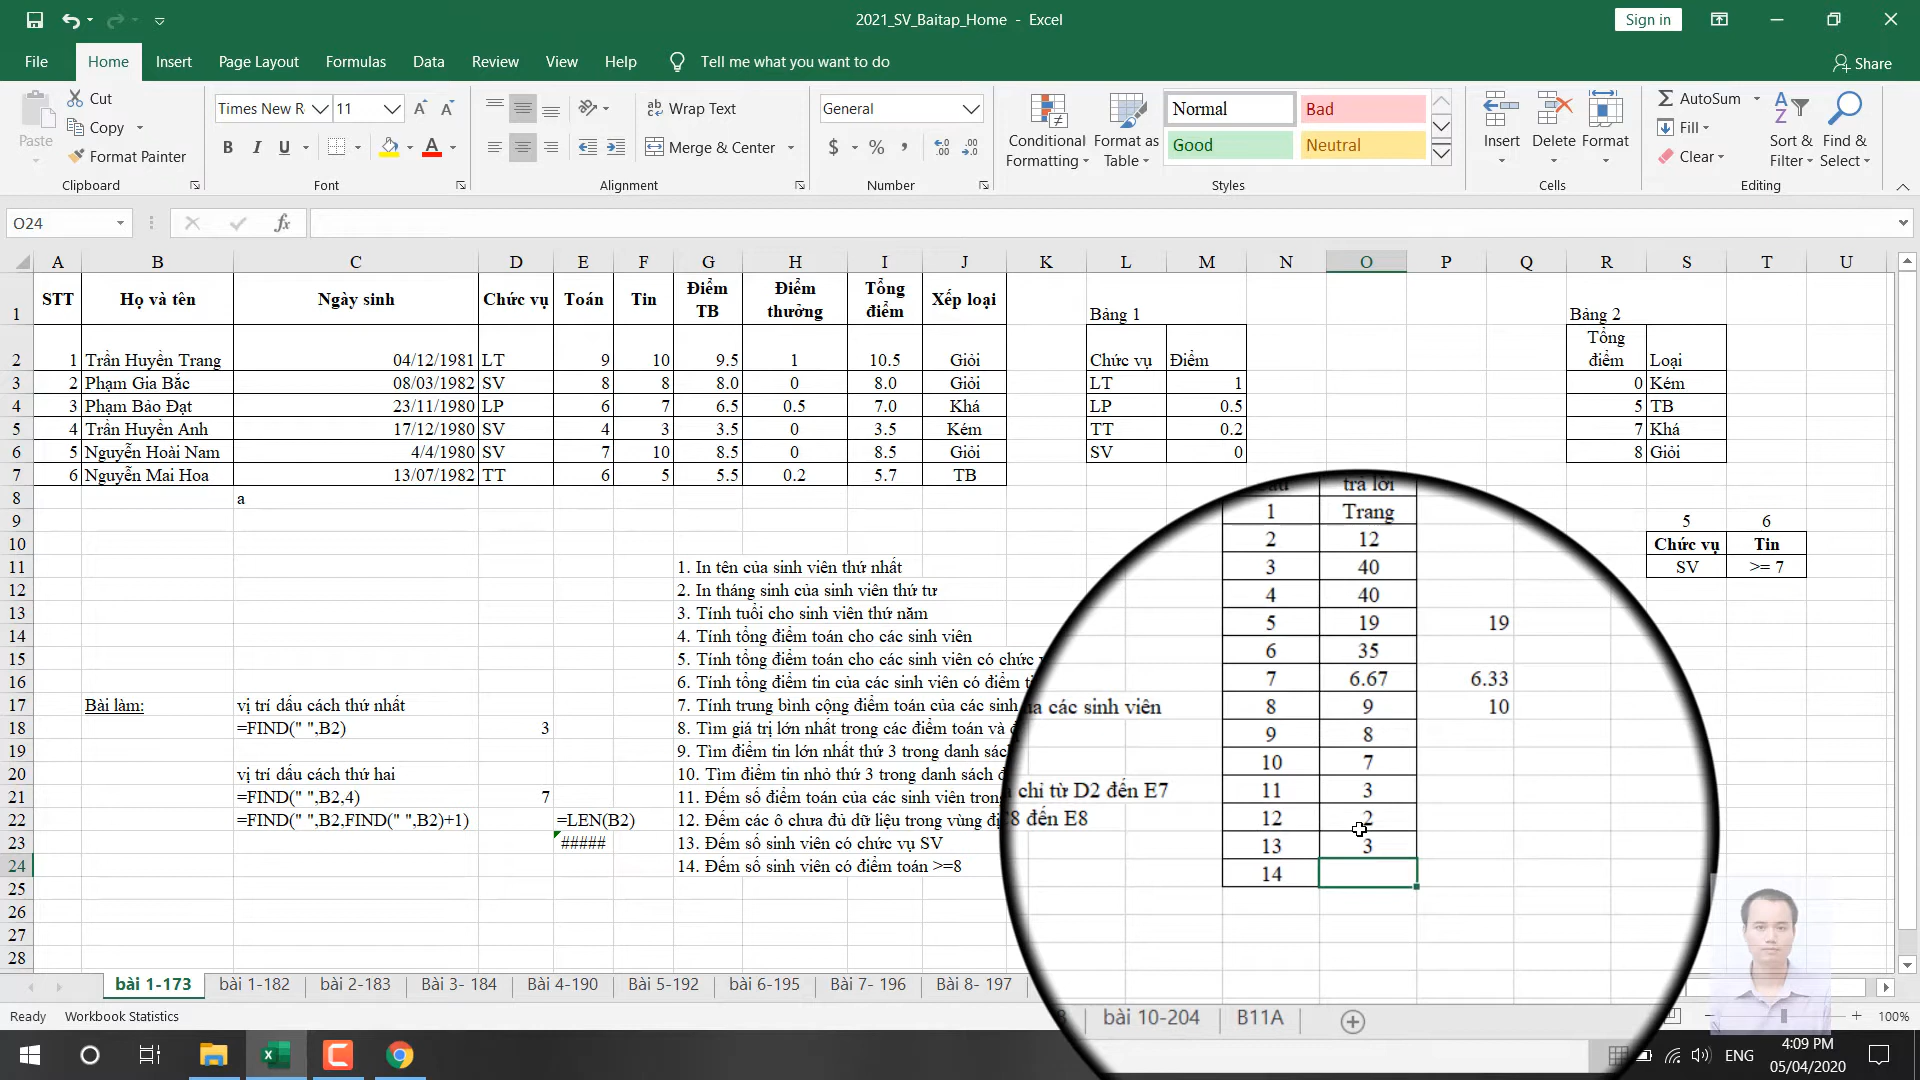 2021_SV_Baitap_Home - Excel
Sign in
File Home Insert Page Layout Formulas Data Review View Help Tell me what you want to do Share
Paste
Cut
Copy
Format Painter
Clipboard
Times New R 11
B I U A
Font
Wrap Text
Merge & Center
Alignment
General
$ % ,
Number
Conditional Formatting
Format as Table
Normal Bad
Good Neutral
Styles
Insert Delete Format
Cells
AutoSum
Fill
Clear
Sort & Filter
Find & Select
Editing
O24 fx
A B C D E F G H I J K L M N O P Q R S T U
1 STT Họ và tên Ngày sinh Chức vụ Toán Tin Điểm TB Điểm thưởng Tổng điểm Xếp loại Bảng 1 Bảng 2
2 1 Trần Huyền Trang 04/12/1981 LT 9 10 9.5 1 10.5 Giỏi Chức vụ Điểm Tổng điểm Loại
3 2 Phạm Gia Bắc 08/03/1982 SV 8 8 8.0 0 8.0 Giỏi LT 1 0 Kém
4 3 Phạm Bảo Đạt 23/11/1980 LP 6 7 6.5 0.5 7.0 Khá LP 0.5 5 TB
5 4 Trần Huyền Anh 17/12/1980 SV 4 3 3.5 0 3.5 Kém TT 0.2 7 Khá
6 5 Nguyễn Hoài Nam 4/4/1980 SV 7 10 8.5 0 8.5 Giỏi SV 0 8 Giỏi
7 6 Nguyễn Mai Hoa 13/07/1982 TT 6 5 5.5 0.2 5.7 TB
8 a
9 5 6
10 Chức vụ Tin
11 1. In tên của sinh viên thứ nhất SV >= 7
12 2. In tháng sinh của sinh viên thứ tư
13 3. Tính tuổi cho sinh viên thứ năm
14 4. Tính tổng điểm toán cho các sinh viên
15 5. Tính tổng điểm toán cho các sinh viên có chức
16 6. Tính tổng điểm tin của các sinh viên có điểm
17 Bài làm: vị trí dấu cách thứ nhất 7. Tính trung bình cộng điểm toán của các sinh
18 =FIND(" ",B2) 3 8. Tìm giá trị lớn nhất trong các điểm toán và
19 9. Tìm điểm tin lớn nhất thứ 3 trong danh
20 vị trí dấu cách thứ hai 10. Tìm điểm tin nhỏ thứ 3 trong danh sách
21 =FIND(" ",B2,4) 7 11. Đếm số điểm toán của các sinh viên
22 =FIND(" ",B2,FIND(" ",B2)+1) =LEN(B2) 12. Đếm các ô chưa đủ dữ liệu trong vùng
23 ##### 13. Đếm số sinh viên có chức vụ SV
24 14. Đếm số sinh viên có điểm toán >=8
25
26
27
28
trả lời
1 Trang
2 12
3 40
4 40
5 19 19
6 35
7 6.67 6.33
các sinh viên 8 9 10
9 8
10 7
chỉ từ D2 đến E7 11 3
đến E8 12 2
13 3
14
bài 1-173 bài 1-182 bài 2-183 Bài 3- 184 Bài 4-190 Bài 5-192 bài 6-195 Bài 7- 196 Bài 8- 197 bài 10-204 B11A
Ready Workbook Statistics 100%
ENG
4:09 PM
05/04/2020